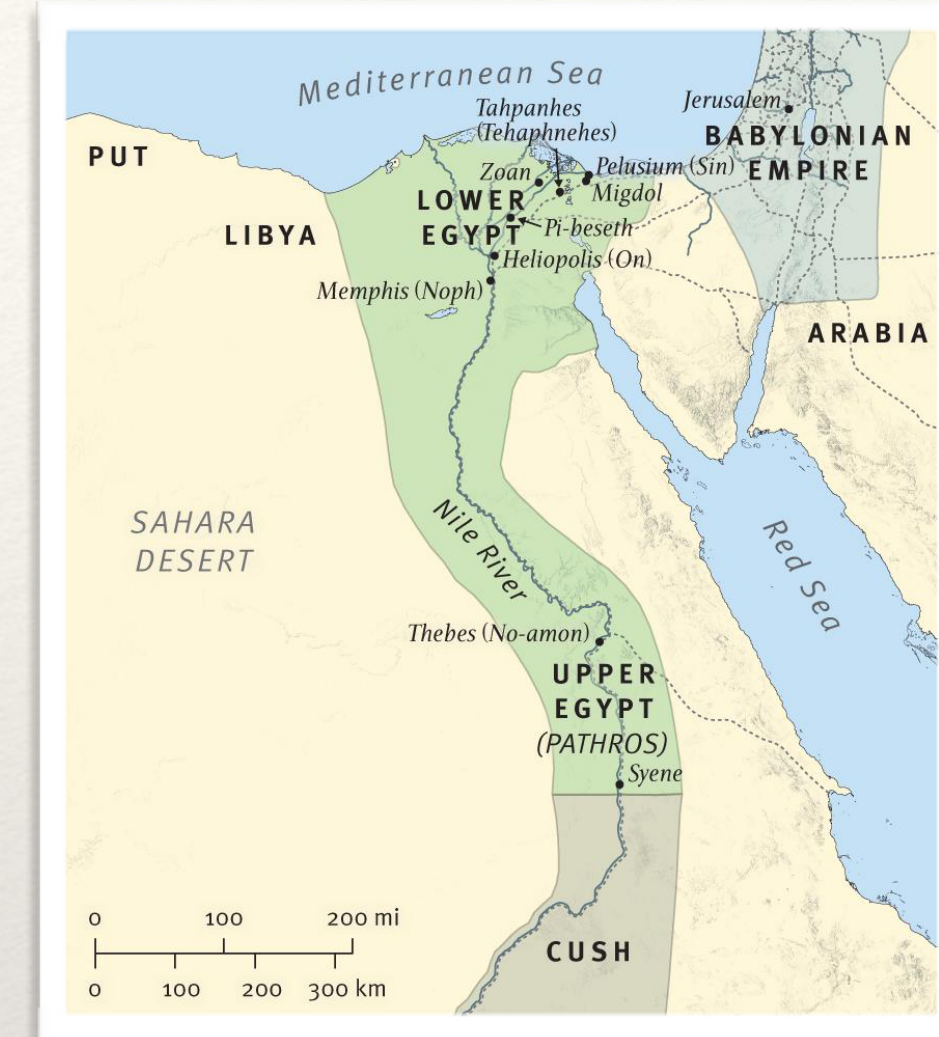 Mediterranean Sea
Tahpanhes
(Tehaphnehes)
Jerusalem
PUT
BABYLONIAN
EMPIRE
Zoan
Pelusium (Sin)
Migdol
LOWER
EGYPT
LIBYA
Pi-beseth
Heliopolis (On)
Memphis (Noph)
ARABIA
SAHARA
DESERT
Nile River
Red Sea
Thebes (No-amon)
UPPER
EGYPT
(PATHROS)
Syene
CUSH
0 100 200 mi
0 100 200 300 km